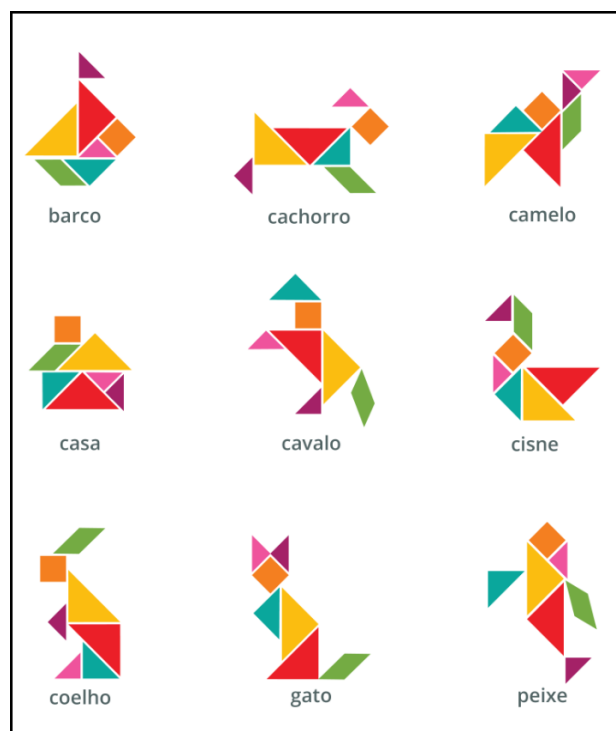 barco
cachorro
camelo
casa
cavalo
cisne
coelho
gato
peixe